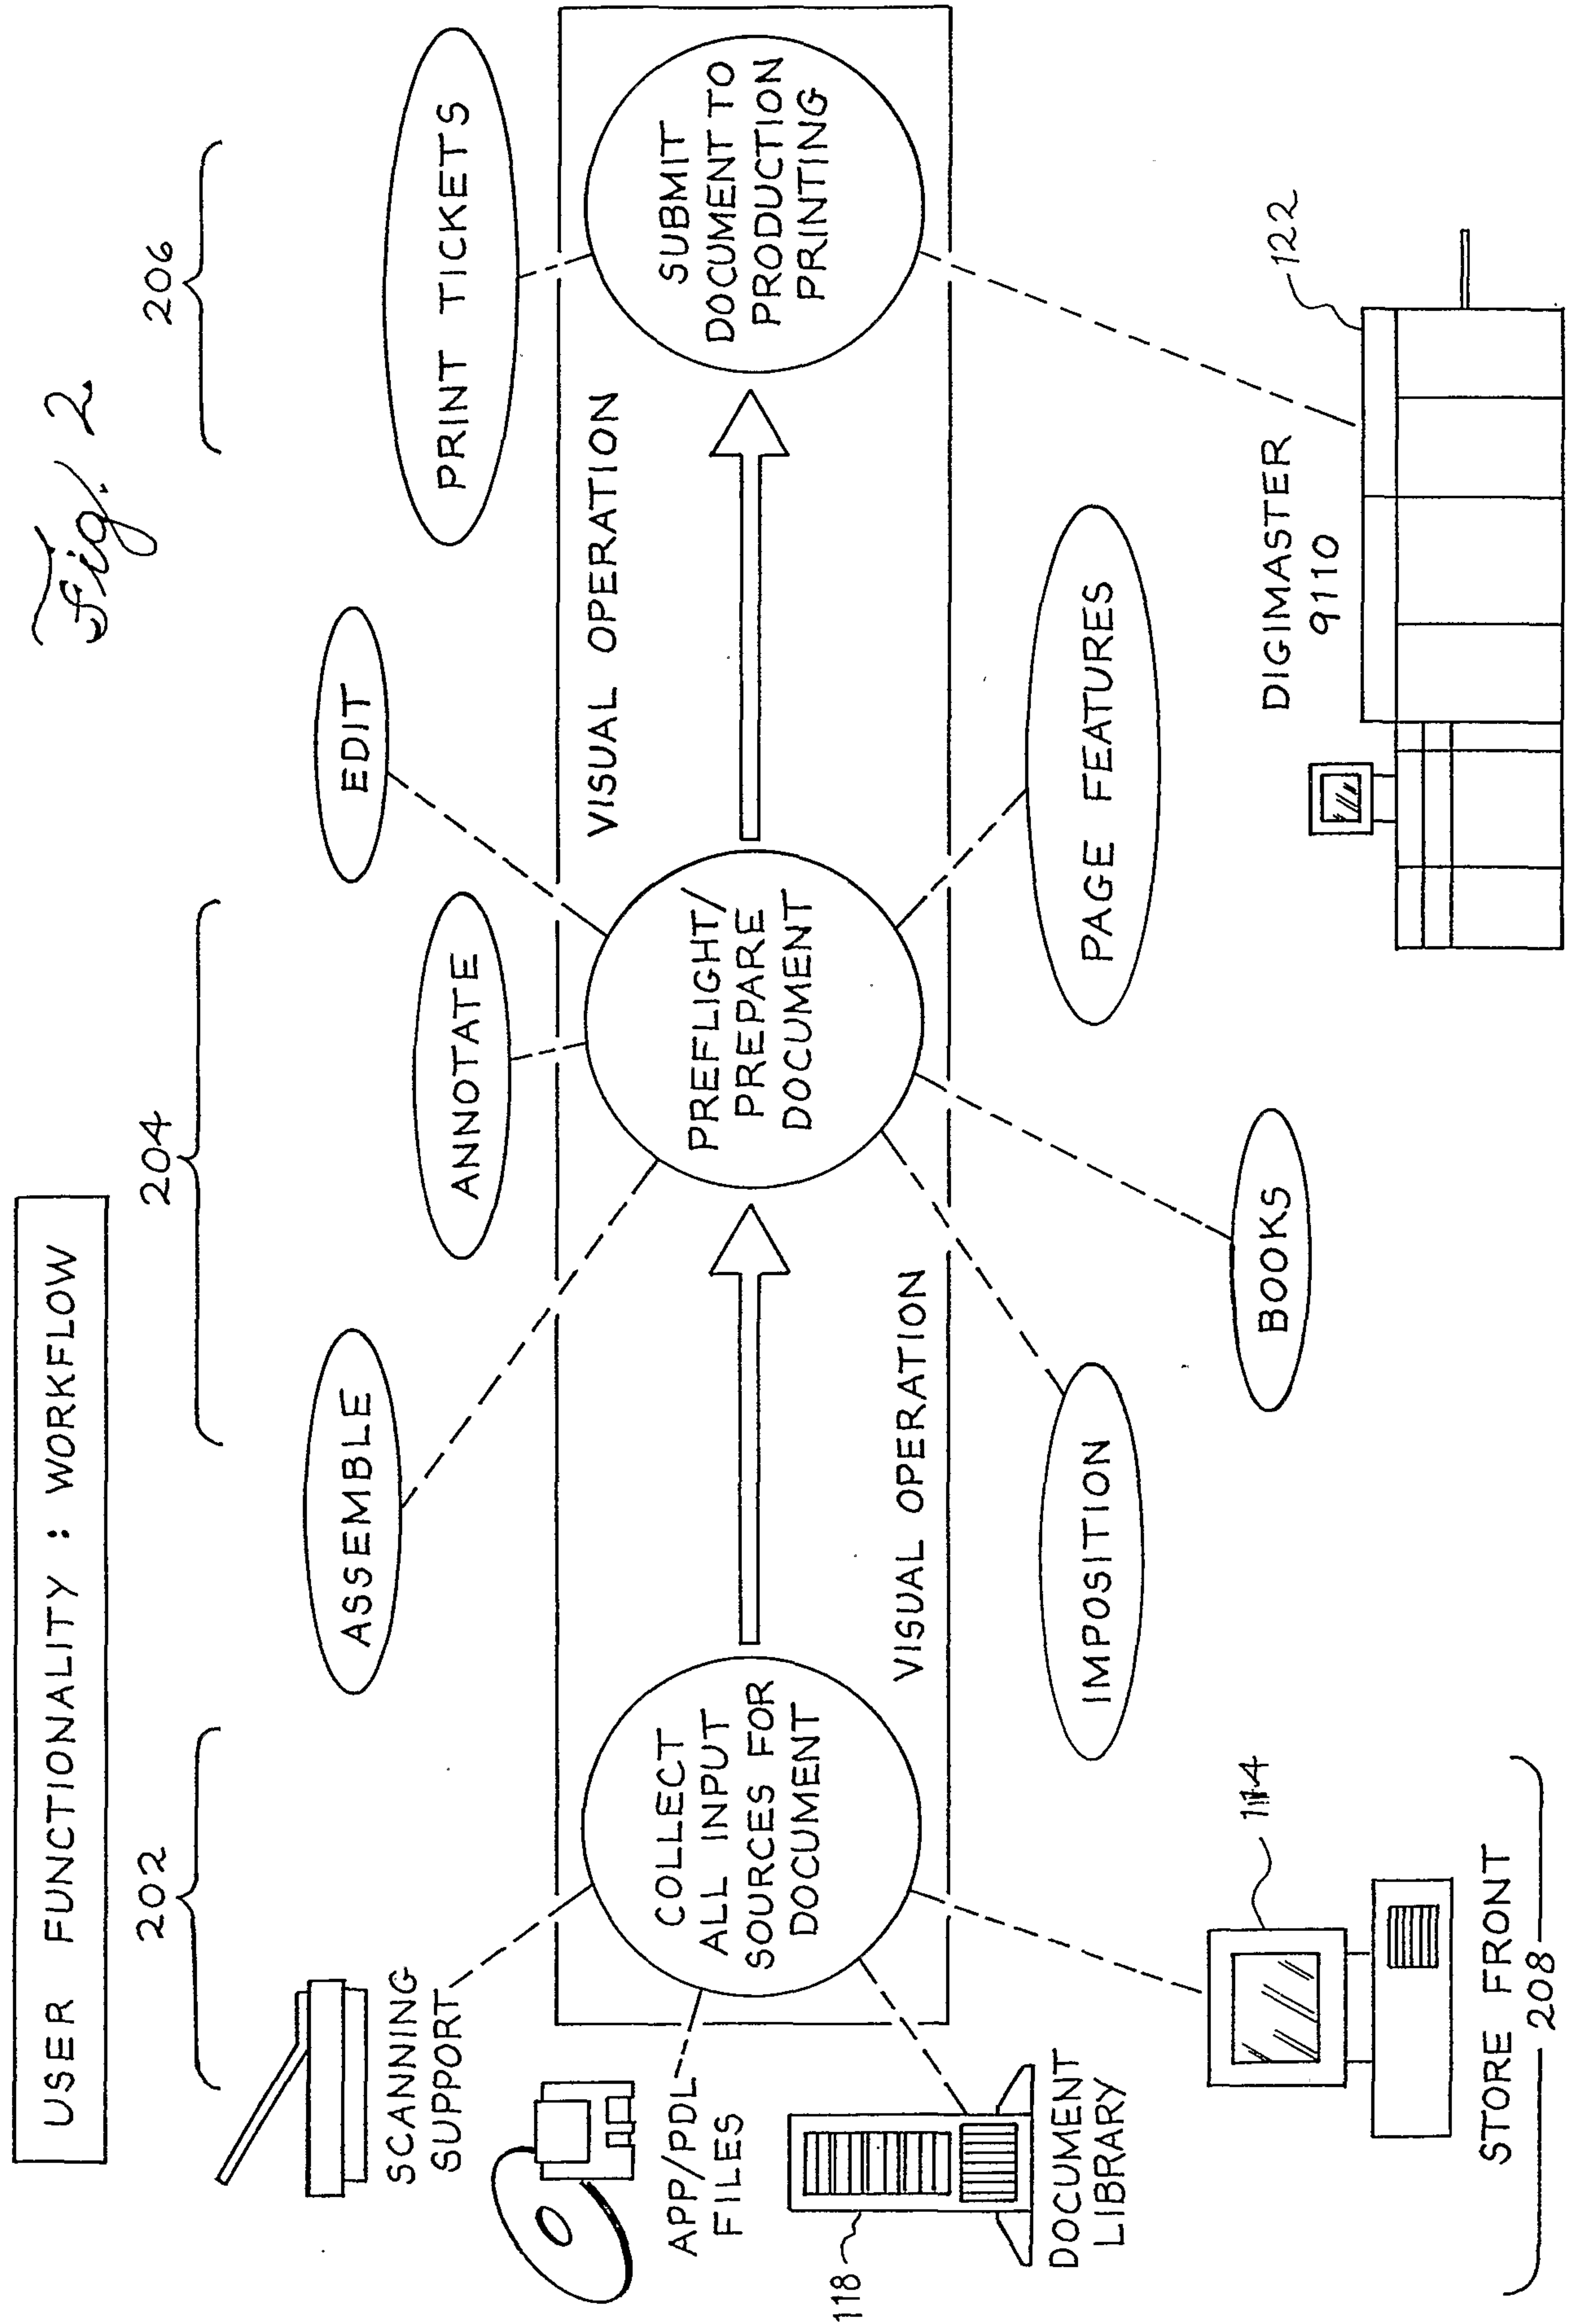 Fig. 2
USER FUNCTIONALITY : WORKFLOW
202
204
206
SCANNING
SUPPORT
APP/PDL
FILES
118
DOCUMENT
LIBRARY
114
STORE FRONT
208
COLLECT
ALL INPUT
SOURCES FOR
DOCUMENT
VISUAL OPERATION
ASSEMBLE
ANNOTATE
EDIT
PREFLIGHT/
PREPARE
DOCUMENT
IMPOSITION
BOOKS
PAGE FEATURES
VISUAL OPERATION
PRINT TICKETS
SUBMIT
DOCUMENT TO
PRODUCTION
PRINTING
DIGIMASTER
9110
122